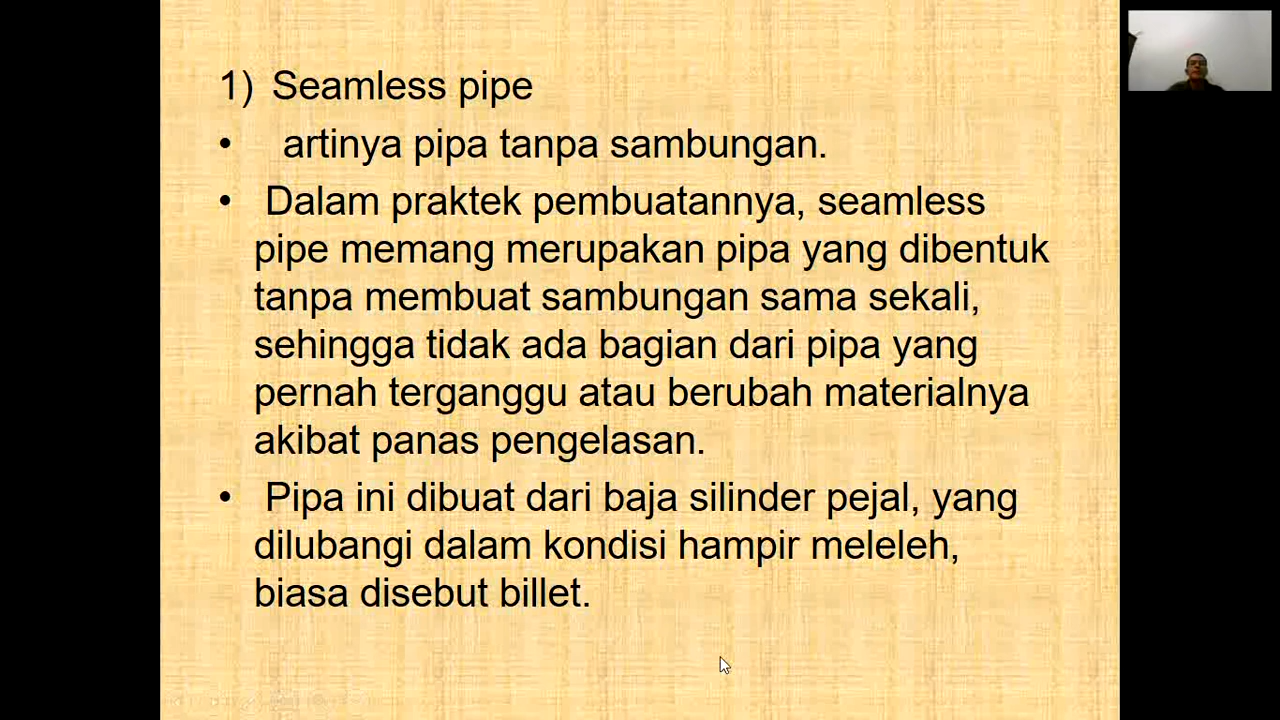 1) Seamless pipe
• artinya pipa tanpa sambungan.
• Dalam praktek pembuatannya, seamless
pipe memang merupakan pipa yang dibentuk
tanpa membuat sambungan sama sekali,
sehingga tidak ada bagian dari pipa yang
pernah terganggu atau berubah materialnya
akibat panas pengelasan.
• Pipa ini dibuat dari baja silinder pejal, yang
dilubangi dalam kondisi hampir meleleh,
biasa disebut billet.